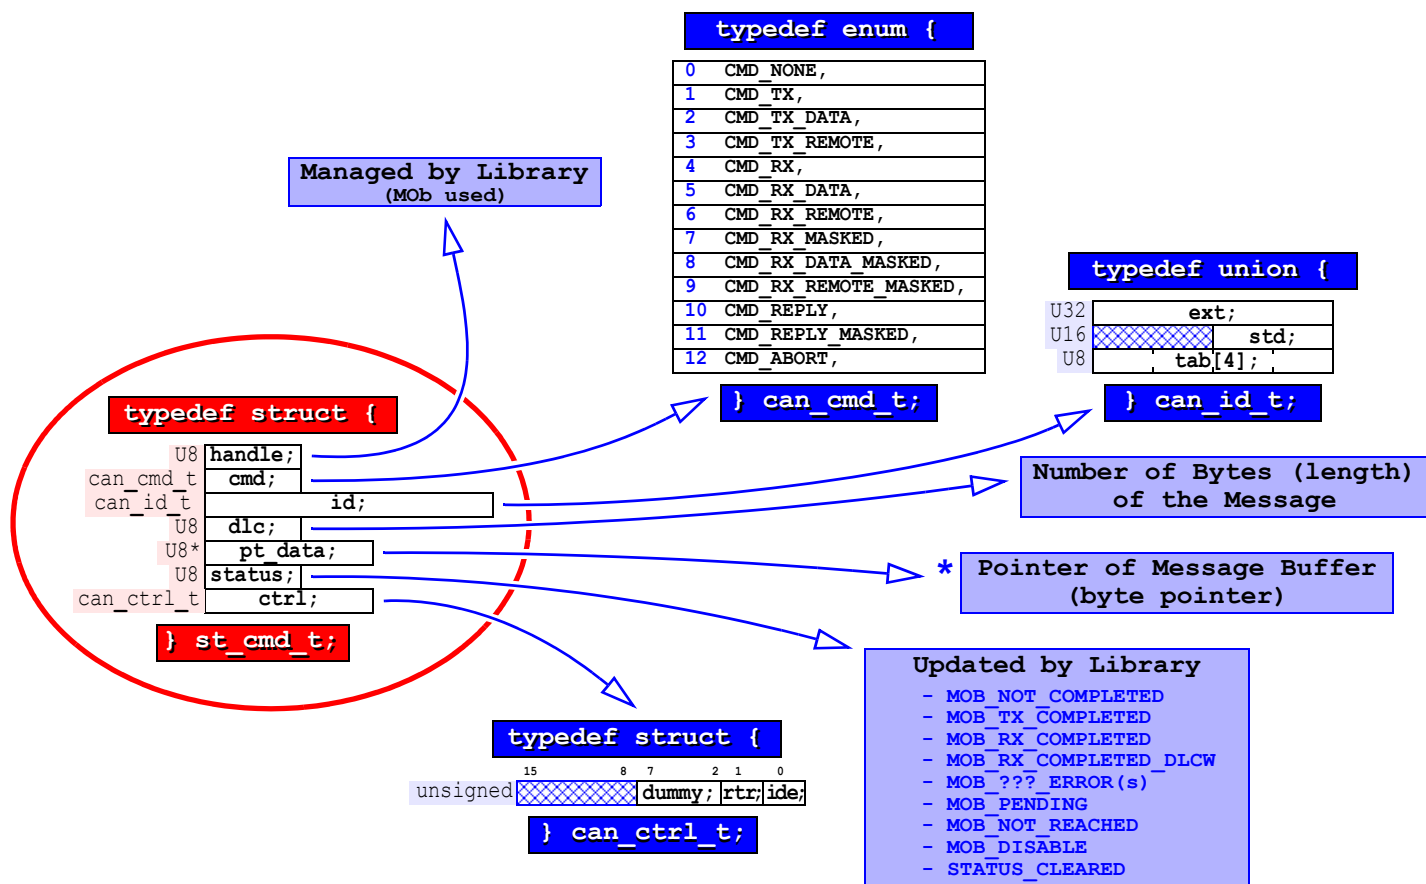 typedef enum {
0 CMD_NONE,
1 CMD_TX,
2 CMD_TX_DATA,
3 CMD_TX_REMOTE,
4 CMD_RX,
5 CMD_RX_DATA,
6 CMD_RX_REMOTE,
7 CMD_RX_MASKED,
8 CMD_RX_DATA_MASKED,
9 CMD_RX_REMOTE_MASKED,
10 CMD_REPLY,
11 CMD_REPLY_MASKED,
12 CMD_ABORT,
} can_cmd_t;
Managed by Library
(MOb used)
typedef union {
U32 ext;
U16 std;
U8 tab[4];
} can_id_t;
typedef struct {
U8 handle;
can_cmd_t cmd;
can_id_t id;
U8 dlc;
U8* pt_data;
U8 status;
can_ctrl_t ctrl;
} st_cmd_t;
Number of Bytes (length)
of the Message
* Pointer of Message Buffer
(byte pointer)
Updated by Library
- MOB_NOT_COMPLETED
- MOB_TX_COMPLETED
- MOB_RX_COMPLETED
- MOB_RX_COMPLETED_DLCW
- MOB_???_ERROR(s)
- MOB_PENDING
- MOB_NOT_REACHED
- MOB_DISABLE
- STATUS_CLEARED
typedef struct {
15 8 7 2 1 0
unsigned dummy; rtr; ide;
} can_ctrl_t;